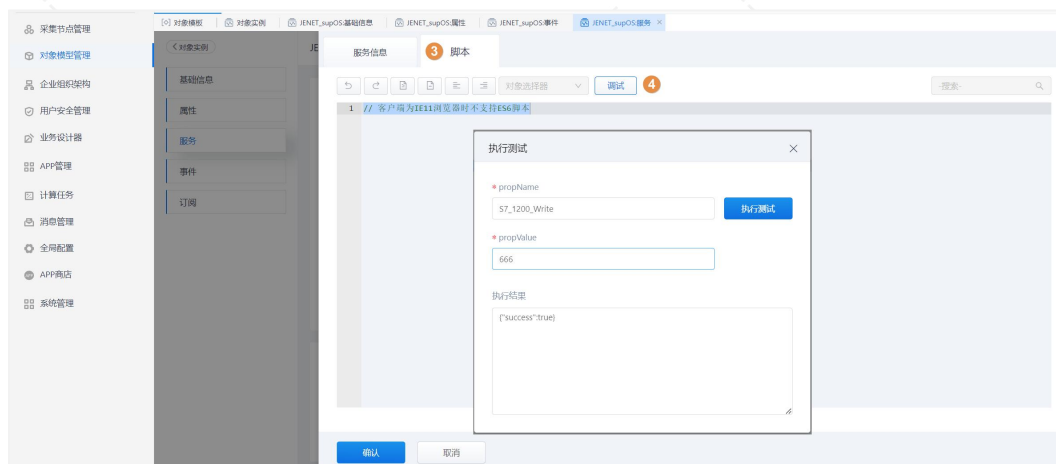 采集节点管理
对象模型管理
企业组织架构
用户安全管理
业务设计器
APP管理
计算任务
消息管理
全局配置
APP商店
系统管理
对象模板 对象实例 JENET_supOS:基础信息 JENET_supOS:属性 JENET_supOS:事件 JENET_supOS:服务 ×
< 对象实例
JE
基础信息
属性
服务
事件
订阅
服务信息 3 脚本
对象选择器 调试 4 -搜索-
1 // 客户端为IE11浏览器时不支持ES6脚本
执行测试
* propName
S7_1200_Write 执行测试
* propValue
666
执行结果
{"success":true}
确认 取消